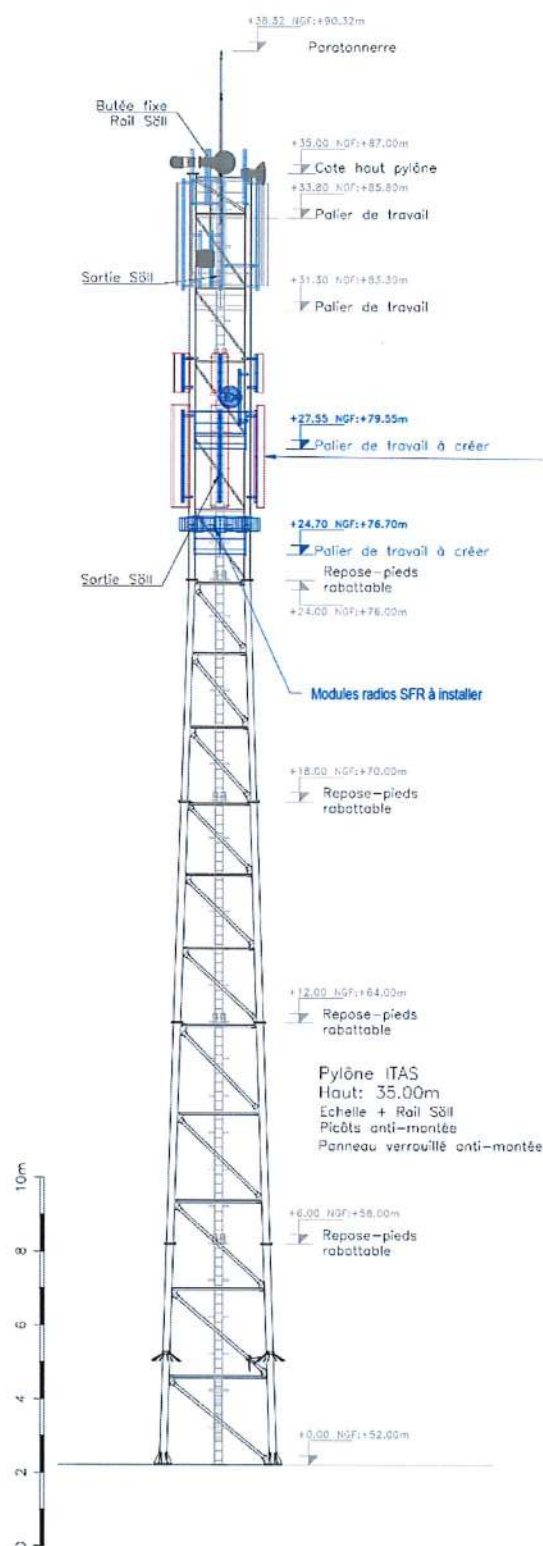 +38.32 NGF:+90.32m
Paratonnerre
Butée fixe
Rail Söll
+35.00 NGF:+87.00m
Cote haut pylône
+33.80 NGF:+85.80m
Palier de travail
Sortie Söll
+31.30 NGF:+83.30m
Palier de travail
+27.55 NGF:+79.55m
Palier de travail à créer
+24.70 NGF:+76.70m
Palier de travail à créer
Sortie Söll
Repose-pieds
rabattable
+24.00 NGF:+76.00m
Modules radios SFR à installer
+18.00 NGF:+70.00m
Repose-pieds
rabattable
+12.00 NGF:+64.00m
Repose-pieds
rabattable
Pylône ITAS
Haut: 35.00m
Echelle + Rail Söll
Picôts anti-montée
Panneau verrouillé anti-montée
+6.00 NGF:+58.00m
Repose-pieds
rabattable
+0.00 NGF:+52.00m
10m
8
6
4
2
0